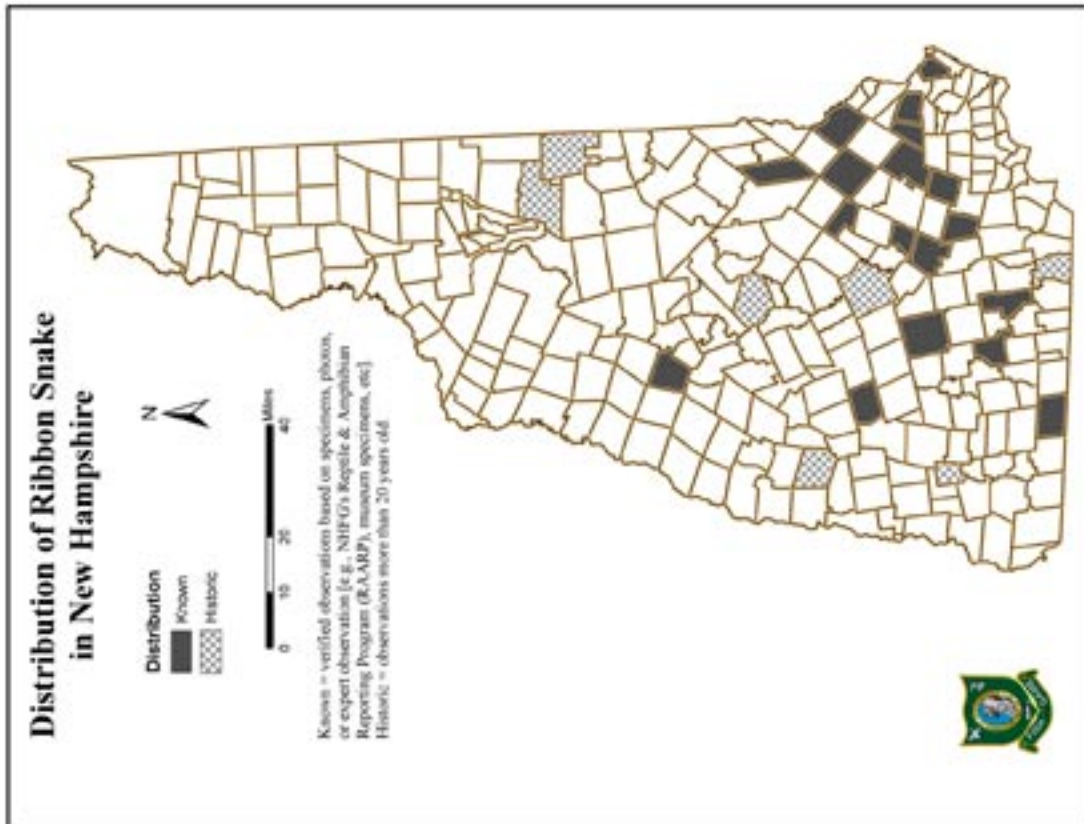 Distribution of Ribbon Snake
in New Hampshire
N
Distribution
Known
Historic
0 10 20 40
Miles
Known = verified observations based on specimens, photos,
or expert observation [e.g., NHFG's Reptile & Amphibian
Reporting Program (RAARP), museum specimens, etc]
Historic = observations more than 20 years old